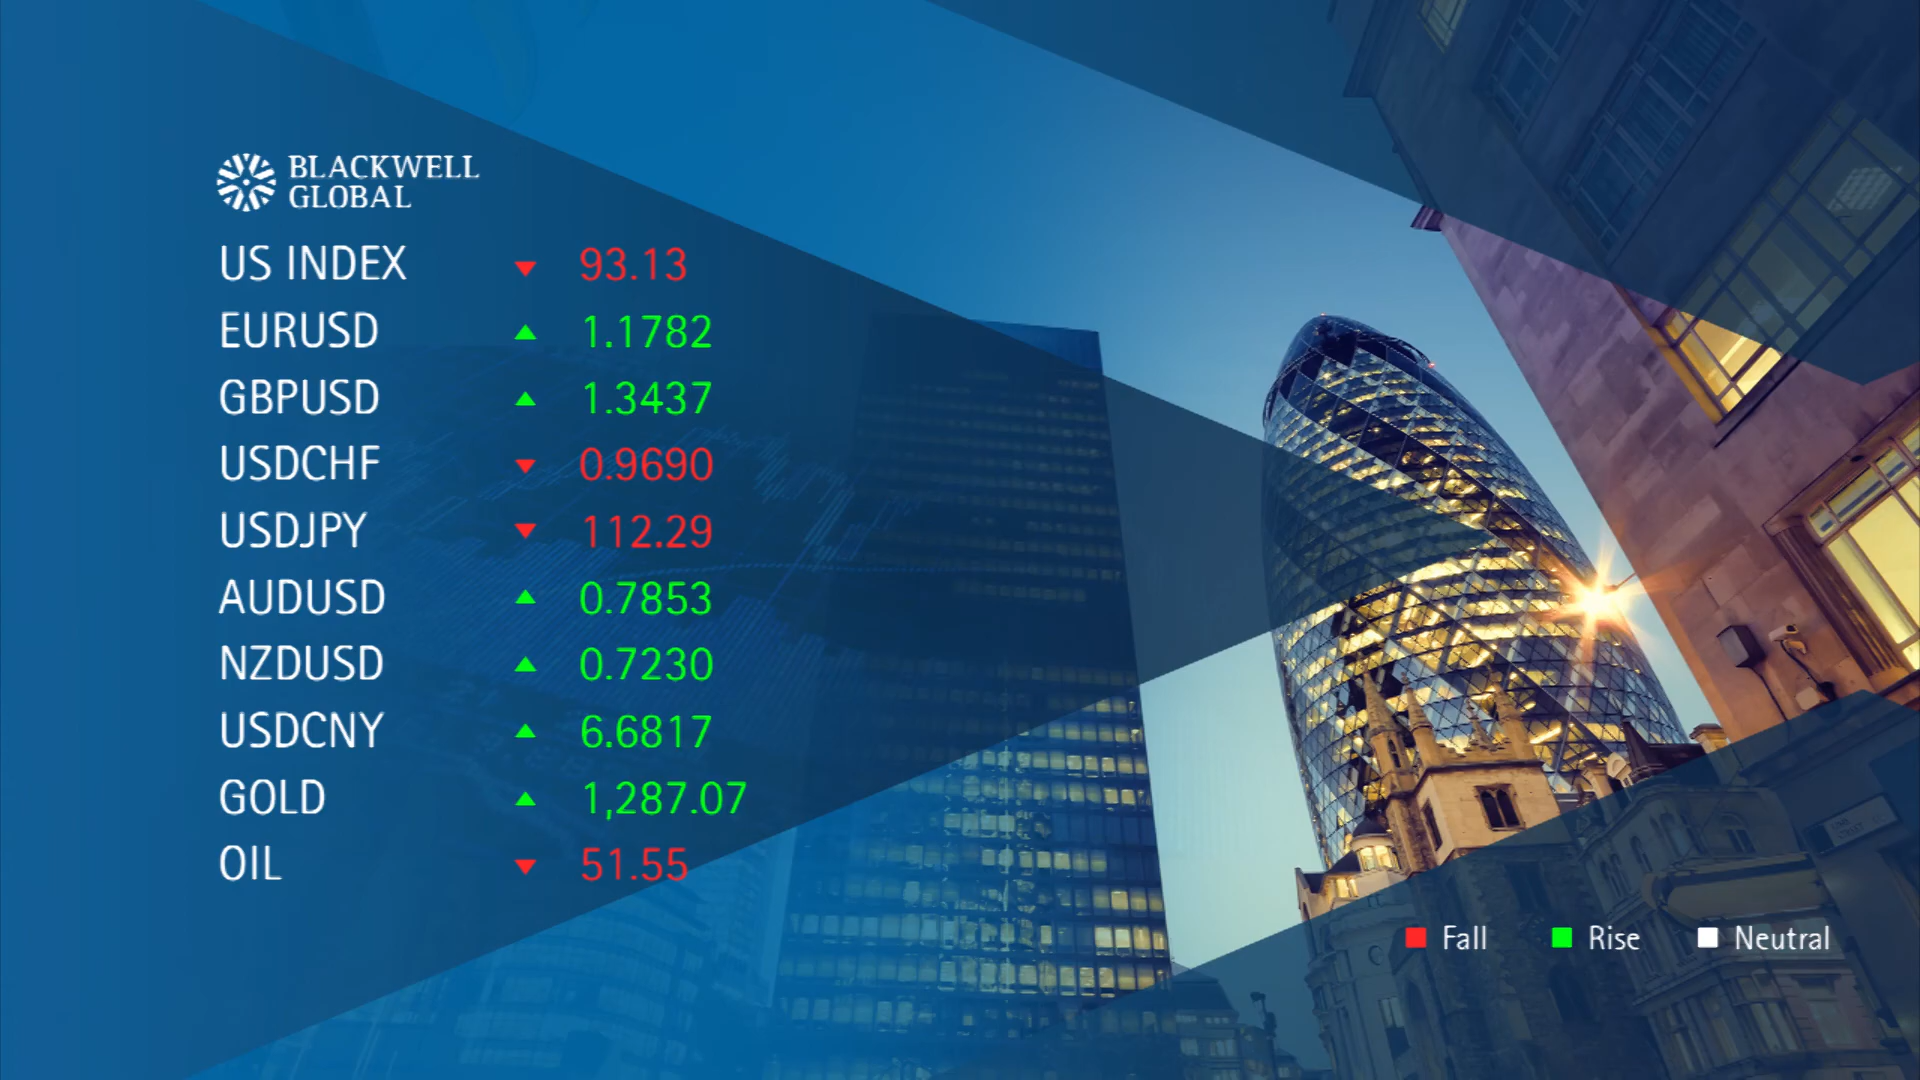 BLACKWELL
GLOBAL
US INDEX ▼ 93.13
EURUSD ▲ 1.1782
GBPUSD ▲ 1.3437
USDCHF ▼ 0.9690
USDJPY ▼ 112.29
AUDUSD ▲ 0.7853
NZDUSD ▲ 0.7230
USDCNY ▲ 6.6817
GOLD ▲ 1,287.07
OIL ▼ 51.55
Fall Rise Neutral